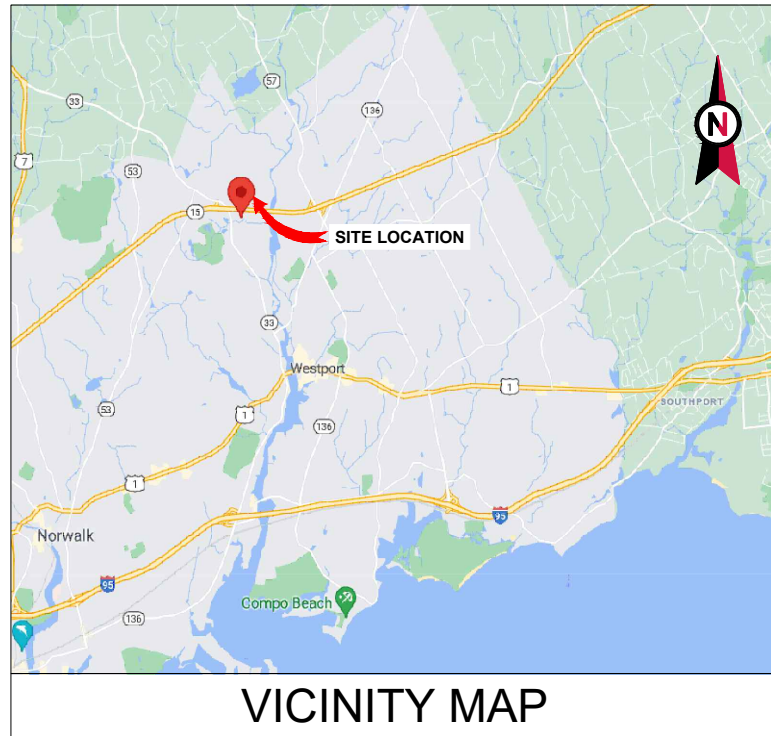 57
33
136
N
7
53
15
SITE LOCATION
33
Westport
1
SOUTHPORT
53
1
136
1
95
Norwalk
95
Compo Beach
136
VICINITY MAP